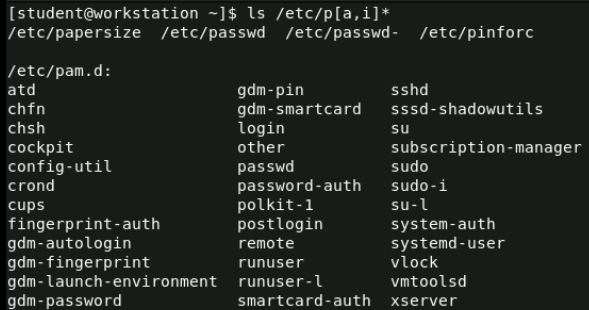 [student@workstation ~]$ ls /etc/p[a,i]*
/etc/papersize  /etc/passwd  /etc/passwd-  /etc/pinforc

/etc/pam.d:
atd                    gdm-pin        sshd
chfn                   gdm-smartcard  sssd-shadowutils
chsh                   login          su
cockpit                other          subscription-manager
config-util            passwd         sudo
crond                  password-auth  sudo-i
cups                   polkit-1       su-l
fingerprint-auth       postlogin      system-auth
gdm-autologin          remote         systemd-user
gdm-fingerprint        runuser        vlock
gdm-launch-environment runuser-l      vmtoolsd
gdm-password           smartcard-auth xserver